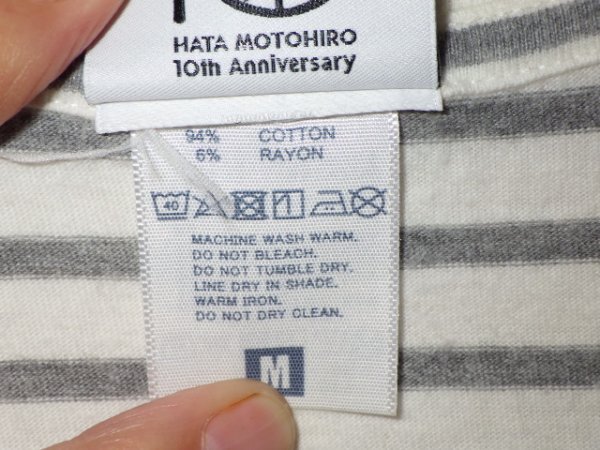 HATA MOTOHIRO
10th Anniversary
94% COTTON
6% RAYON
40
MACHINE WASH WARM.
DO NOT BLEACH.
DO NOT TUMBLE DRY.
LINE DRY IN SHADE.
WARM IRON.
DO NOT DRY CLEAN.
M